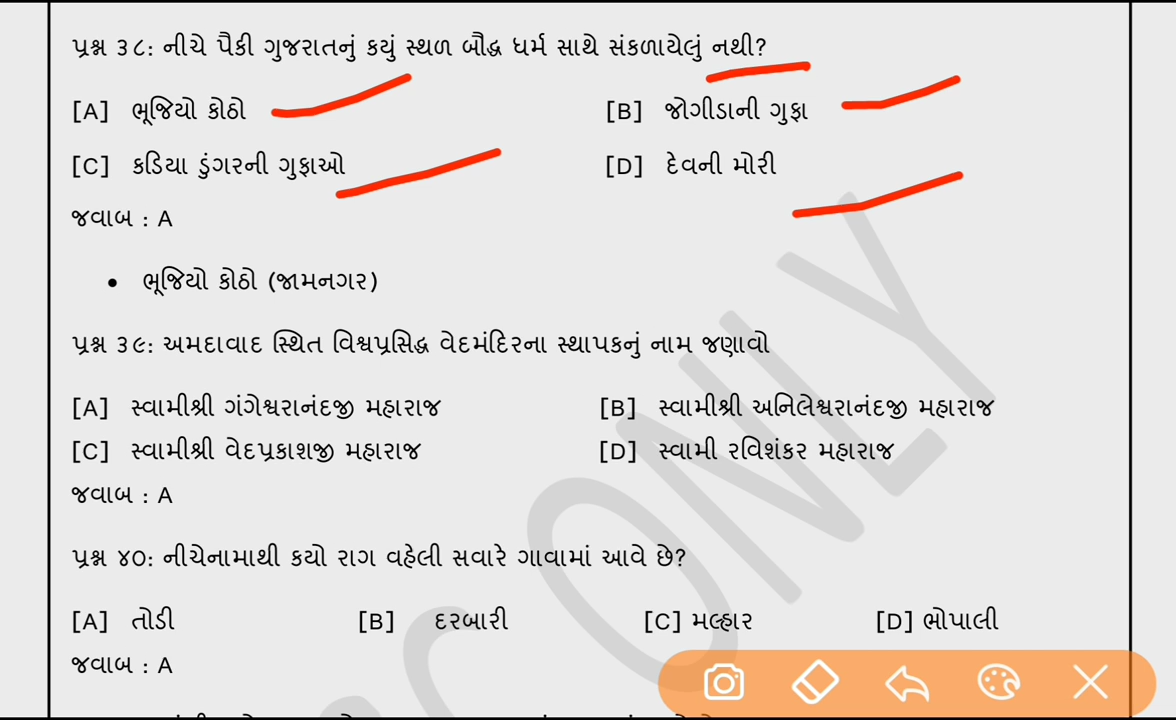 પ્રશ્ન ૩૮: નીચે પૈકી ગુજરાતનું કયું સ્થળ બૌદ્ધ ધર્મ સાથે સંકળાયેલું નથી?
[A] ભૂજિયો કોઠો [B] જોગીડાની ગુફા
[C] કડિયા ડુંગરની ગુફાઓ [D] દેવની મોરી
જવાબ : A
• ભૂજિયો કોઠો (જામનગર)
પ્રશ્ન ૩૯: અમદાવાદ સ્થિત વિશ્વપ્રસિદ્ધ વેદમંદિરના સ્થાપકનું નામ જણાવો
[A] સ્વામીશ્રી ગંગેશ્વરાનંદજી મહારાજ [B] સ્વામીશ્રી અનિલેશ્વરાનંદજી મહારાજ
[C] સ્વામીશ્રી વેદપ્રકાશજી મહારાજ [D] સ્વામી રવિશંકર મહારાજ
જવાબ : A
પ્રશ્ન ૪૦: નીચેનામાથી કયો રાગ વહેલી સવારે ગાવામાં આવે છે?
[A] તોડી [B] દરબારી [C] મલ્હાર [D] ભોપાલી
જવાબ : A
ONLY